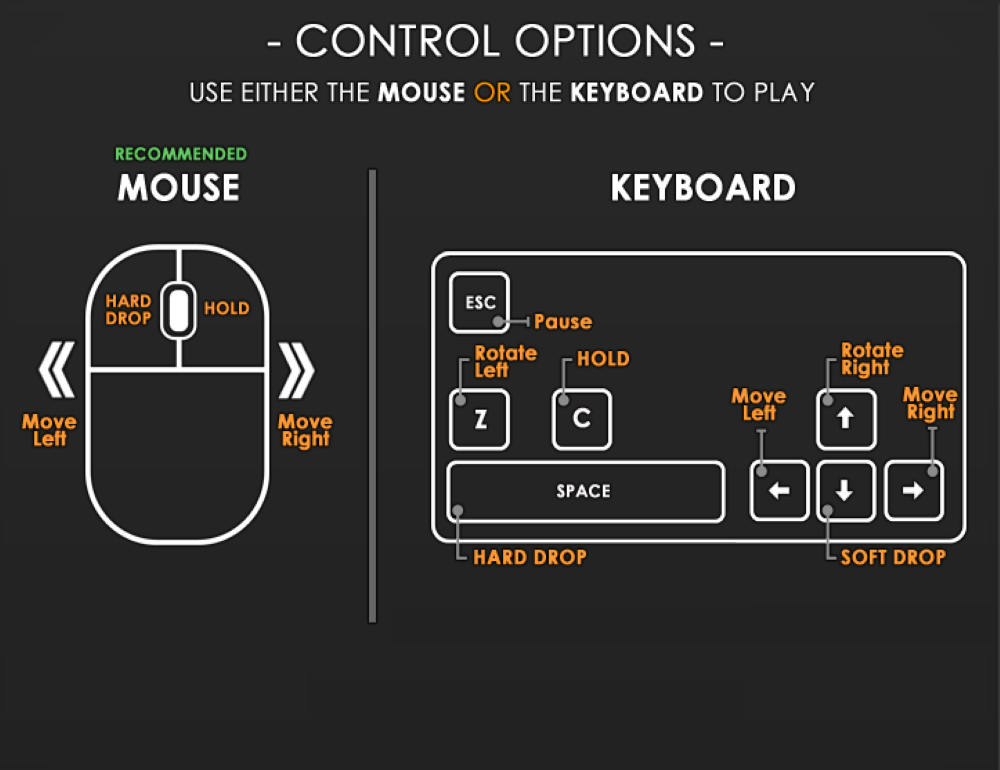 - CONTROL OPTIONS -
USE EITHER THE MOUSE OR THE KEYBOARD TO PLAY
RECOMMENDED
MOUSE
HARD
DROP
HOLD
Move
Left
Move
Right
KEYBOARD
ESC
Pause
Rotate
Left
HOLD
Rotate
Right
Z
C
Move
Left
Move
Right
SPACE
HARD DROP
SOFT DROP